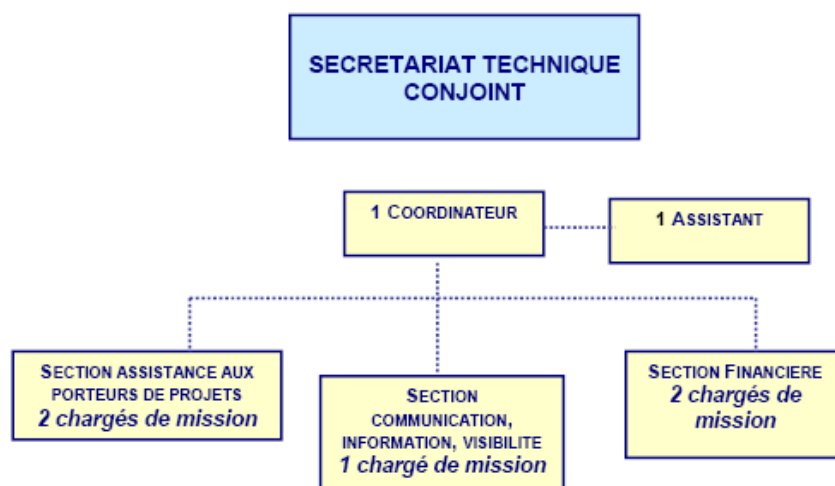 SECRETARIAT TECHNIQUE
CONJOINT
1 COORDINATEUR
1 ASSISTANT
SECTION ASSISTANCE AUX
PORTEURS DE PROJETS
2 chargés de mission
SECTION
COMMUNICATION,
INFORMATION, VISIBILITE
1 chargé de mission
SECTION FINANCIERE
2 chargés de
mission